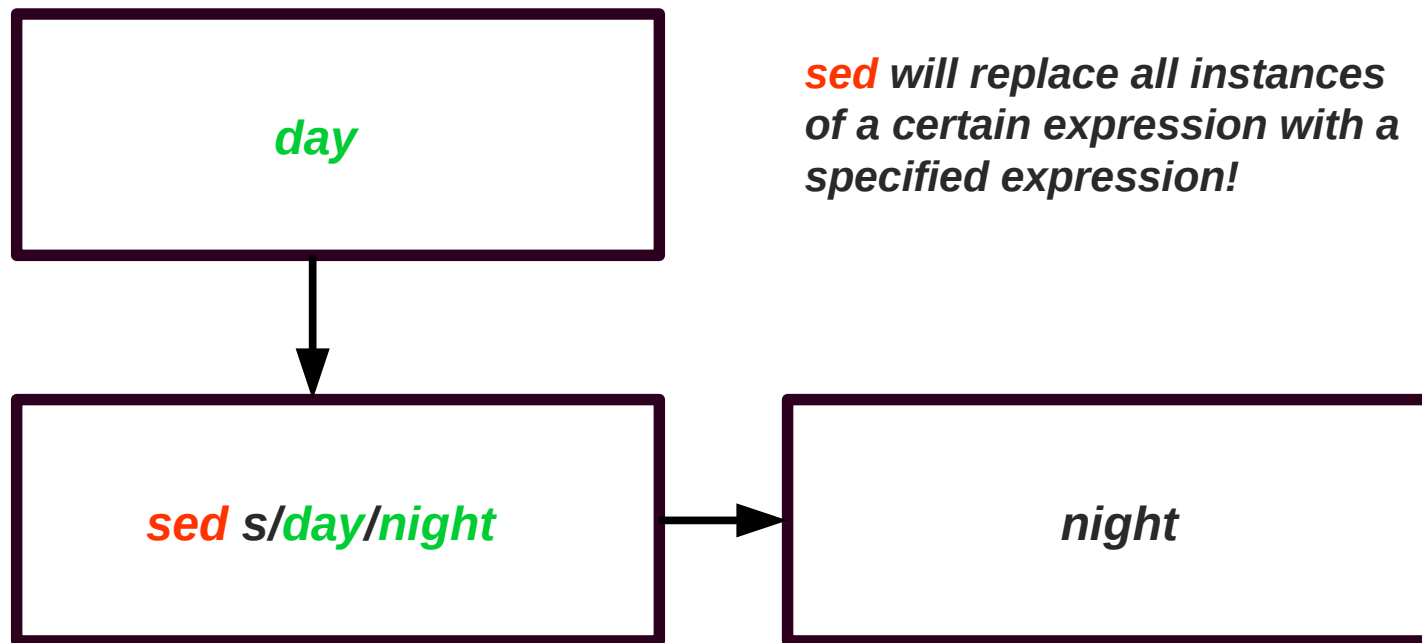 day
sed will replace all instances
of a certain expression with a
specified expression!
sed s/day/night
night